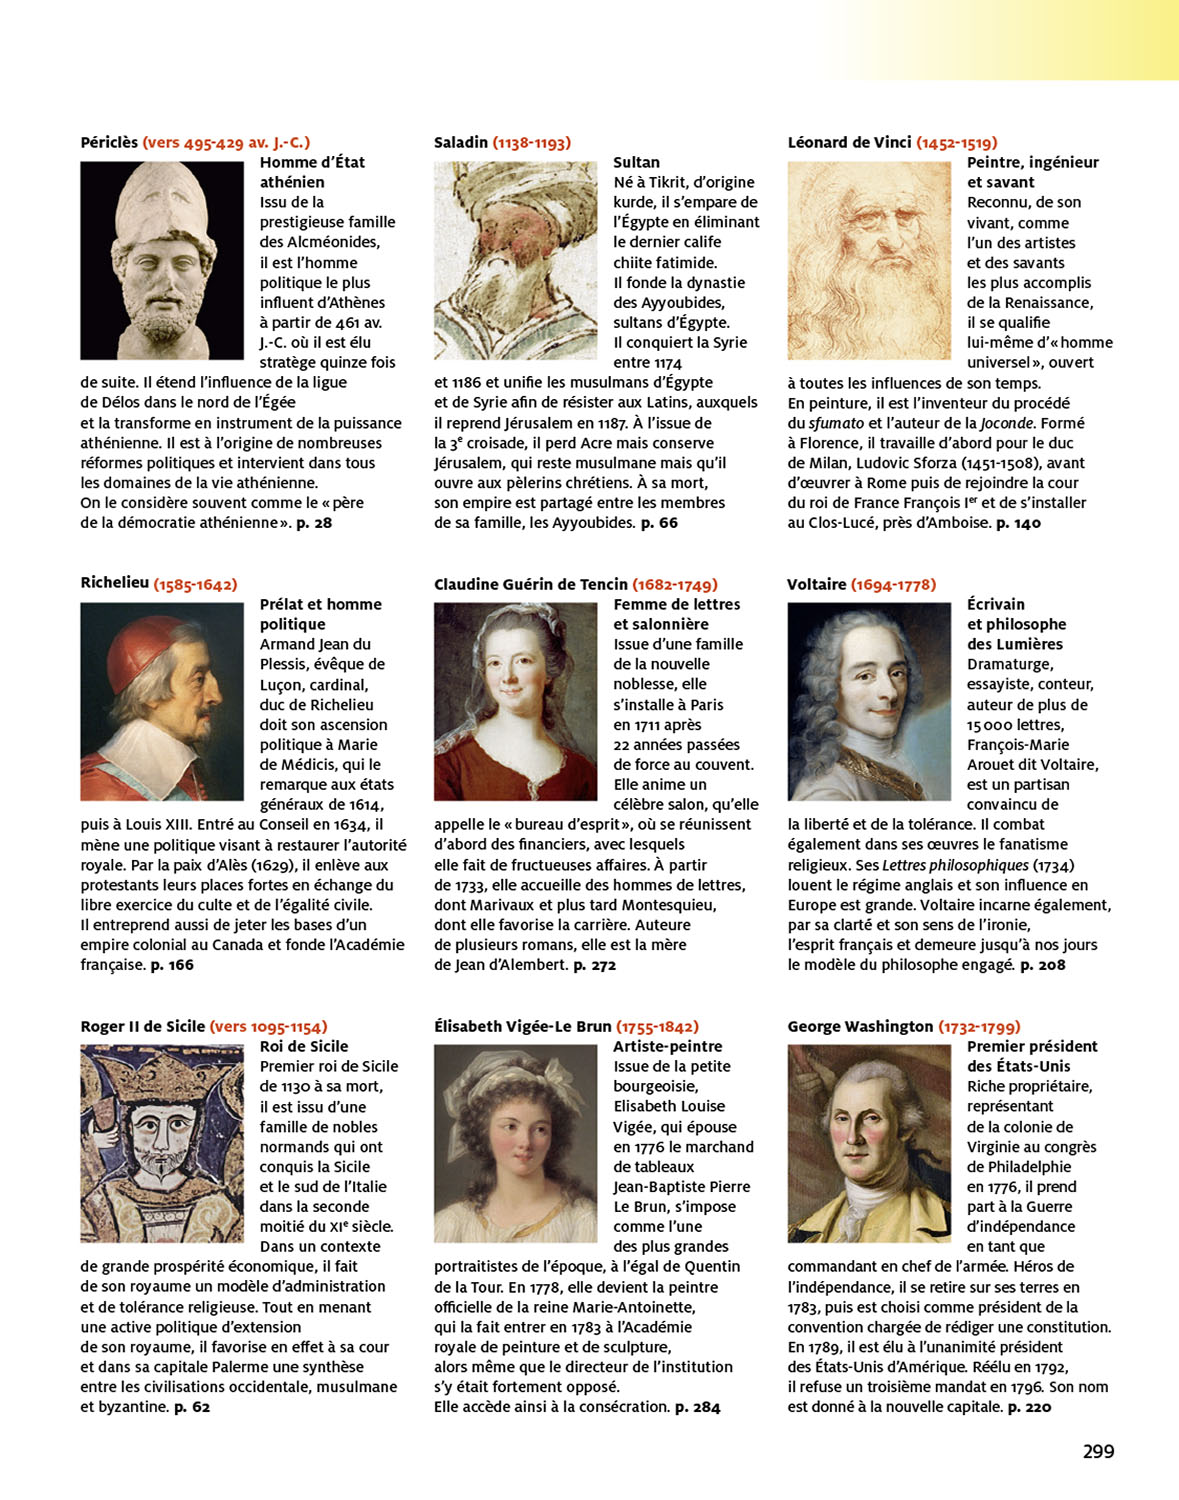 Périclès (vers 495-429 av. J.-C.)
Homme d’État
athénien
Issu de la
prestigieuse famille
des Alcméonides,
il est l’homme
politique le plus
influent d’Athènes
à partir de 461 av.
J.-C. où il est élu
stratège quinze fois
de suite. Il étend l’influence de la ligue
de Délos dans le nord de l’Égée
et la transforme en instrument de la puissance
athénienne. Il est à l’origine de nombreuses
réformes politiques et intervient dans tous
les domaines de la vie athénienne.
On le considère souvent comme le « père
de la démocratie athénienne ». p. 28
Saladin (1138-1193)
Sultan
Né à Tikrit, d’origine
kurde, il s’empare de
l’Égypte en éliminant
le dernier calife
chiite fatimide.
Il fonde la dynastie
des Ayyoubides,
sultans d’Égypte.
Il conquiert la Syrie
entre 1174
et 1186 et unifie les musulmans d’Égypte
et de Syrie afin de résister aux Latins, auxquels
il reprend Jérusalem en 1187. À l’issue de
la 3e croisade, il perd Acre mais conserve
Jérusalem, qui reste musulmane mais qu’il
ouvre aux pèlerins chrétiens. À sa mort,
son empire est partagé entre les membres
de sa famille, les Ayyoubides. p. 66
Léonard de Vinci (1452-1519)
Peintre, ingénieur
et savant
Reconnu, de son
vivant, comme
l’un des artistes
et des savants
les plus accomplis
de la Renaissance,
il se qualifie
lui-même d’« homme
universel », ouvert
à toutes les influences de son temps.
En peinture, il est l’inventeur du procédé
du sfumato et l’auteur de la Joconde. Formé
à Florence, il travaille d’abord pour le duc
de Milan, Ludovic Sforza (1451-1508), avant
d’œuvrer à Rome puis de rejoindre la cour
du roi de France François Ier et de s’installer
au Clos-Lucé, près d’Amboise. p. 140
Richelieu (1585-1642)
Prélat et homme
politique
Armand Jean du
Plessis, évêque de
Luçon, cardinal,
duc de Richelieu
doit son ascension
politique à Marie
de Médicis, qui le
remarque aux états
généraux de 1614,
puis à Louis XIII. Entré au Conseil en 1634, il
mène une politique visant à restaurer l’autorité
royale. Par la paix d’Alès (1629), il enlève aux
protestants leurs places fortes en échange du
libre exercice du culte et de l’égalité civile.
Il entreprend aussi de jeter les bases d’un
empire colonial au Canada et fonde l’Académie
française. p. 166
Claudine Guérin de Tencin (1682-1749)
Femme de lettres
et salonnière
Issue d’une famille
de la nouvelle
noblesse, elle
s’installe à Paris
en 1711 après
22 années passées
de force au couvent.
Elle anime un
célèbre salon, qu’elle
appelle le « bureau d’esprit », où se réunissent
d’abord des financiers, avec lesquels
elle fait de fructueuses affaires. À partir
de 1733, elle accueille des hommes de lettres,
dont Marivaux et plus tard Montesquieu,
dont elle favorise la carrière. Auteure
de plusieurs romans, elle est la mère
de Jean d’Alembert. p. 272
Voltaire (1694-1778)
Écrivain
et philosophe
des Lumières
Dramaturge,
essayiste, conteur,
auteur de plus de
15 000 lettres,
François-Marie
Arouet dit Voltaire,
est un partisan
convaincu de
la liberté et de la tolérance. Il combat
également dans ses œuvres le fanatisme
religieux. Ses Lettres philosophiques (1734)
louent le régime anglais et son influence en
Europe est grande. Voltaire incarne également,
par sa clarté et son sens de l’ironie,
l’esprit français et demeure jusqu’à nos jours
le modèle du philosophe engagé. p. 208
Roger II de Sicile (vers 1095-1154)
Roi de Sicile
Premier roi de Sicile
de 1130 à sa mort,
il est issu d’une
famille de nobles
normands qui ont
conquis la Sicile
et le sud de l’Italie
dans la seconde
moitié du XIe siècle.
Dans un contexte
de grande prospérité économique, il fait
de son royaume un modèle d’administration
et de tolérance religieuse. Tout en menant
une active politique d’extension
de son royaume, il favorise en effet à sa cour
et dans sa capitale Palerme une synthèse
entre les civilisations occidentale, musulmane
et byzantine. p. 62
Élisabeth Vigée-Le Brun (1755-1842)
Artiste-peintre
Issue de la petite
bourgeoisie,
Elisabeth Louise
Vigée, qui épouse
en 1776 le marchand
de tableaux
Jean-Baptiste Pierre
Le Brun, s’impose
comme l’une
des plus grandes
portraitistes de l’époque, à l’égal de Quentin
de la Tour. En 1778, elle devient la peintre
officielle de la reine Marie-Antoinette,
qui la fait entrer en 1783 à l’Académie
royale de peinture et de sculpture,
alors même que le directeur de l’institution
s’y était fortement opposé.
Elle accède ainsi à la consécration. p. 284
George Washington (1732-1799)
Premier président
des États-Unis
Riche propriétaire,
représentant
de la colonie de
Virginie au congrès
de Philadelphie
en 1776, il prend
part à la Guerre
d’indépendance
en tant que
commandant en chef de l’armée. Héros de
l’indépendance, il se retire sur ses terres en
1783, puis est choisi comme président de la
convention chargée de rédiger une constitution.
En 1789, il est élu à l’unanimité président
des États-Unis d’Amérique. Réélu en 1792,
il refuse un troisième mandat en 1796. Son nom
est donné à la nouvelle capitale. p. 220
299